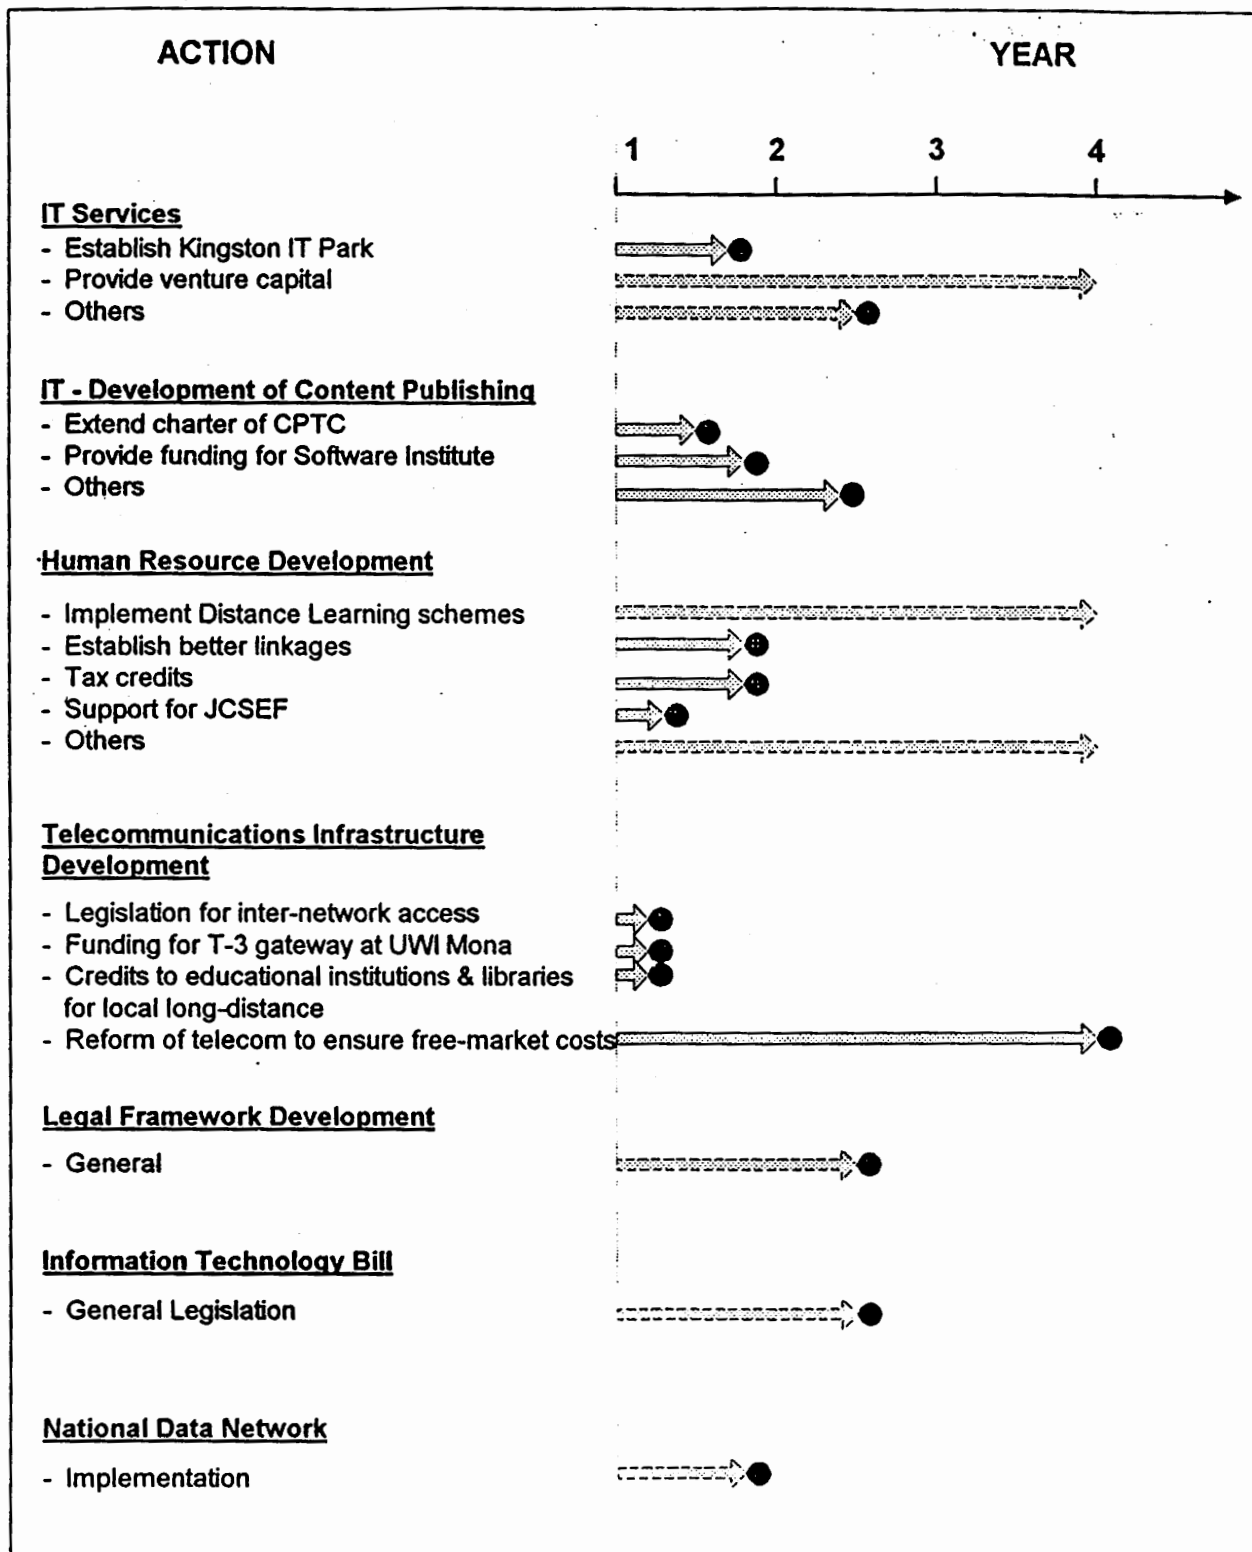 ACTION YEAR
1 2 3 4
IT Services
- Establish Kingston IT Park
- Provide venture capital
- Others
IT - Development of Content Publishing
- Extend charter of CPTC
- Provide funding for Software Institute
- Others
Human Resource Development
- Implement Distance Learning schemes
- Establish better linkages
- Tax credits
- Support for JCSEF
- Others
Telecommunications Infrastructure
Development
- Legislation for inter-network access
- Funding for T-3 gateway at UWI Mona
- Credits to educational institutions & libraries
for local long-distance
- Reform of telecom to ensure free-market costs
Legal Framework Development
- General
Information Technology Bill
- General Legislation
National Data Network
- Implementation